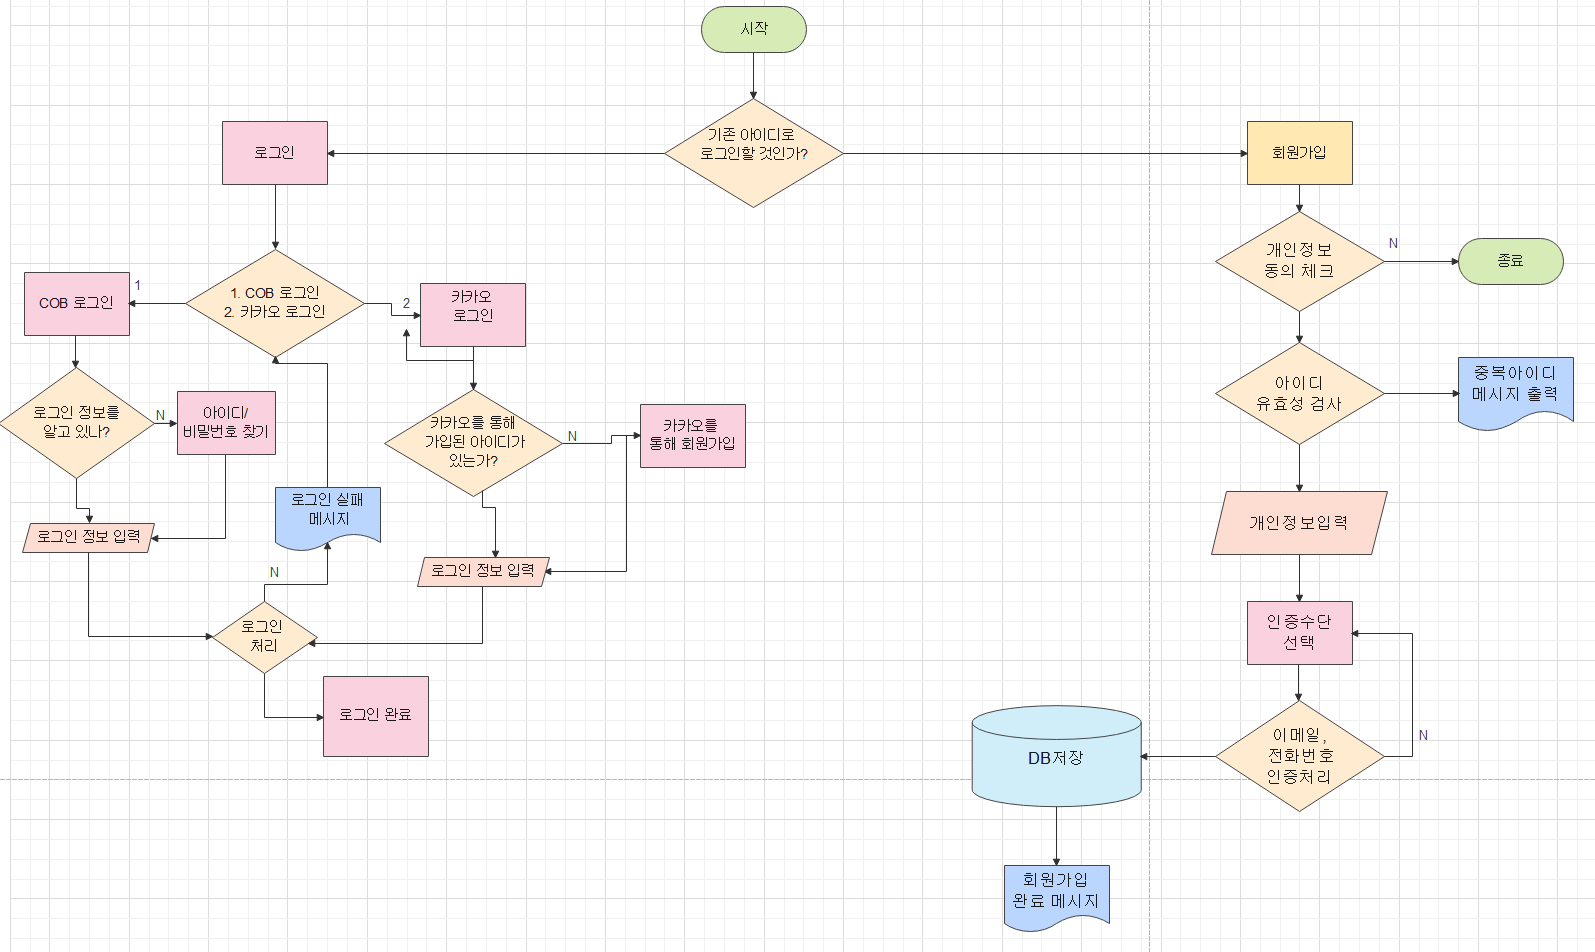 시작
기존 아이디로
로그인할 것인가?
로그인
회원가입
개인정보
동의 체크
N
종료
1
COB 로그인
1. COB 로그인
2. 카카오 로그인
2
카카오
로그인
아이디
유효성 검사
중복아이디
메시지 출력
로그인 정보를
알고 있나?
N
아이디/
비밀번호 찾기
카카오를 통해
가입된 아이디가
있는가?
N
카카오를
통해 회원가입
로그인 실패
메시지
로그인 정보 입력
로그인 정보 입력
개인정보입력
N
로그인
처리
인증수단
선택
로그인 완료
이메일,
전화번호
인증처리
N
DB저장
회원가입
완료 메시지